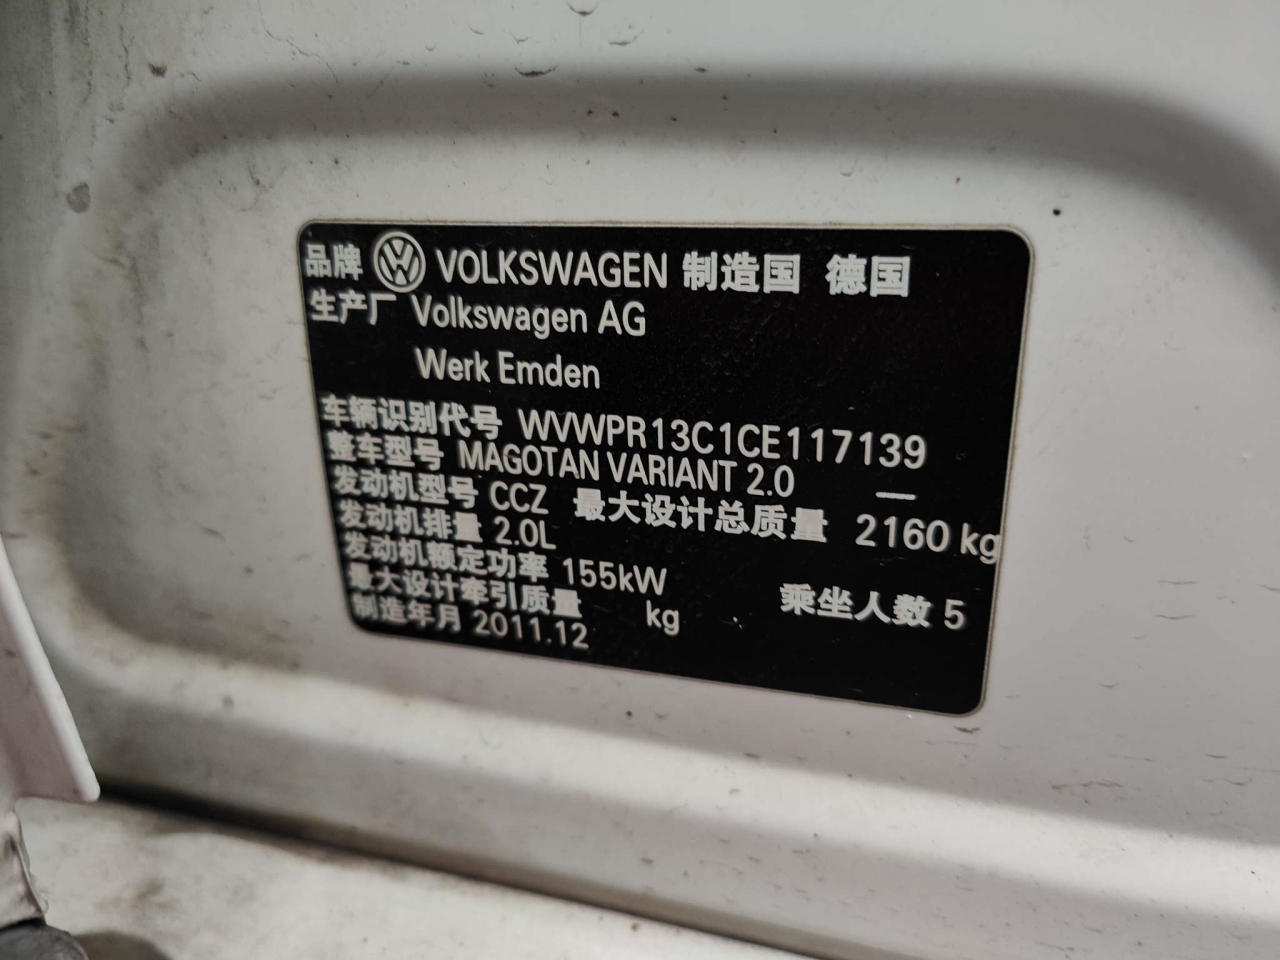 品牌 VOLKSWAGEN 制造国 德国
生产厂 Volkswagen AG
Werk Emden
车辆识别代号 WVWPR13C1CE117139
整车型号 MAGOTAN VARIANT 2.0 —
发动机型号 CCZ 最大设计总质量 2160 kg
发动机排量 2.0L
发动机额定功率 155kW 乘坐人数 5
最大设计牵引质量 kg
制造年月 2011.12